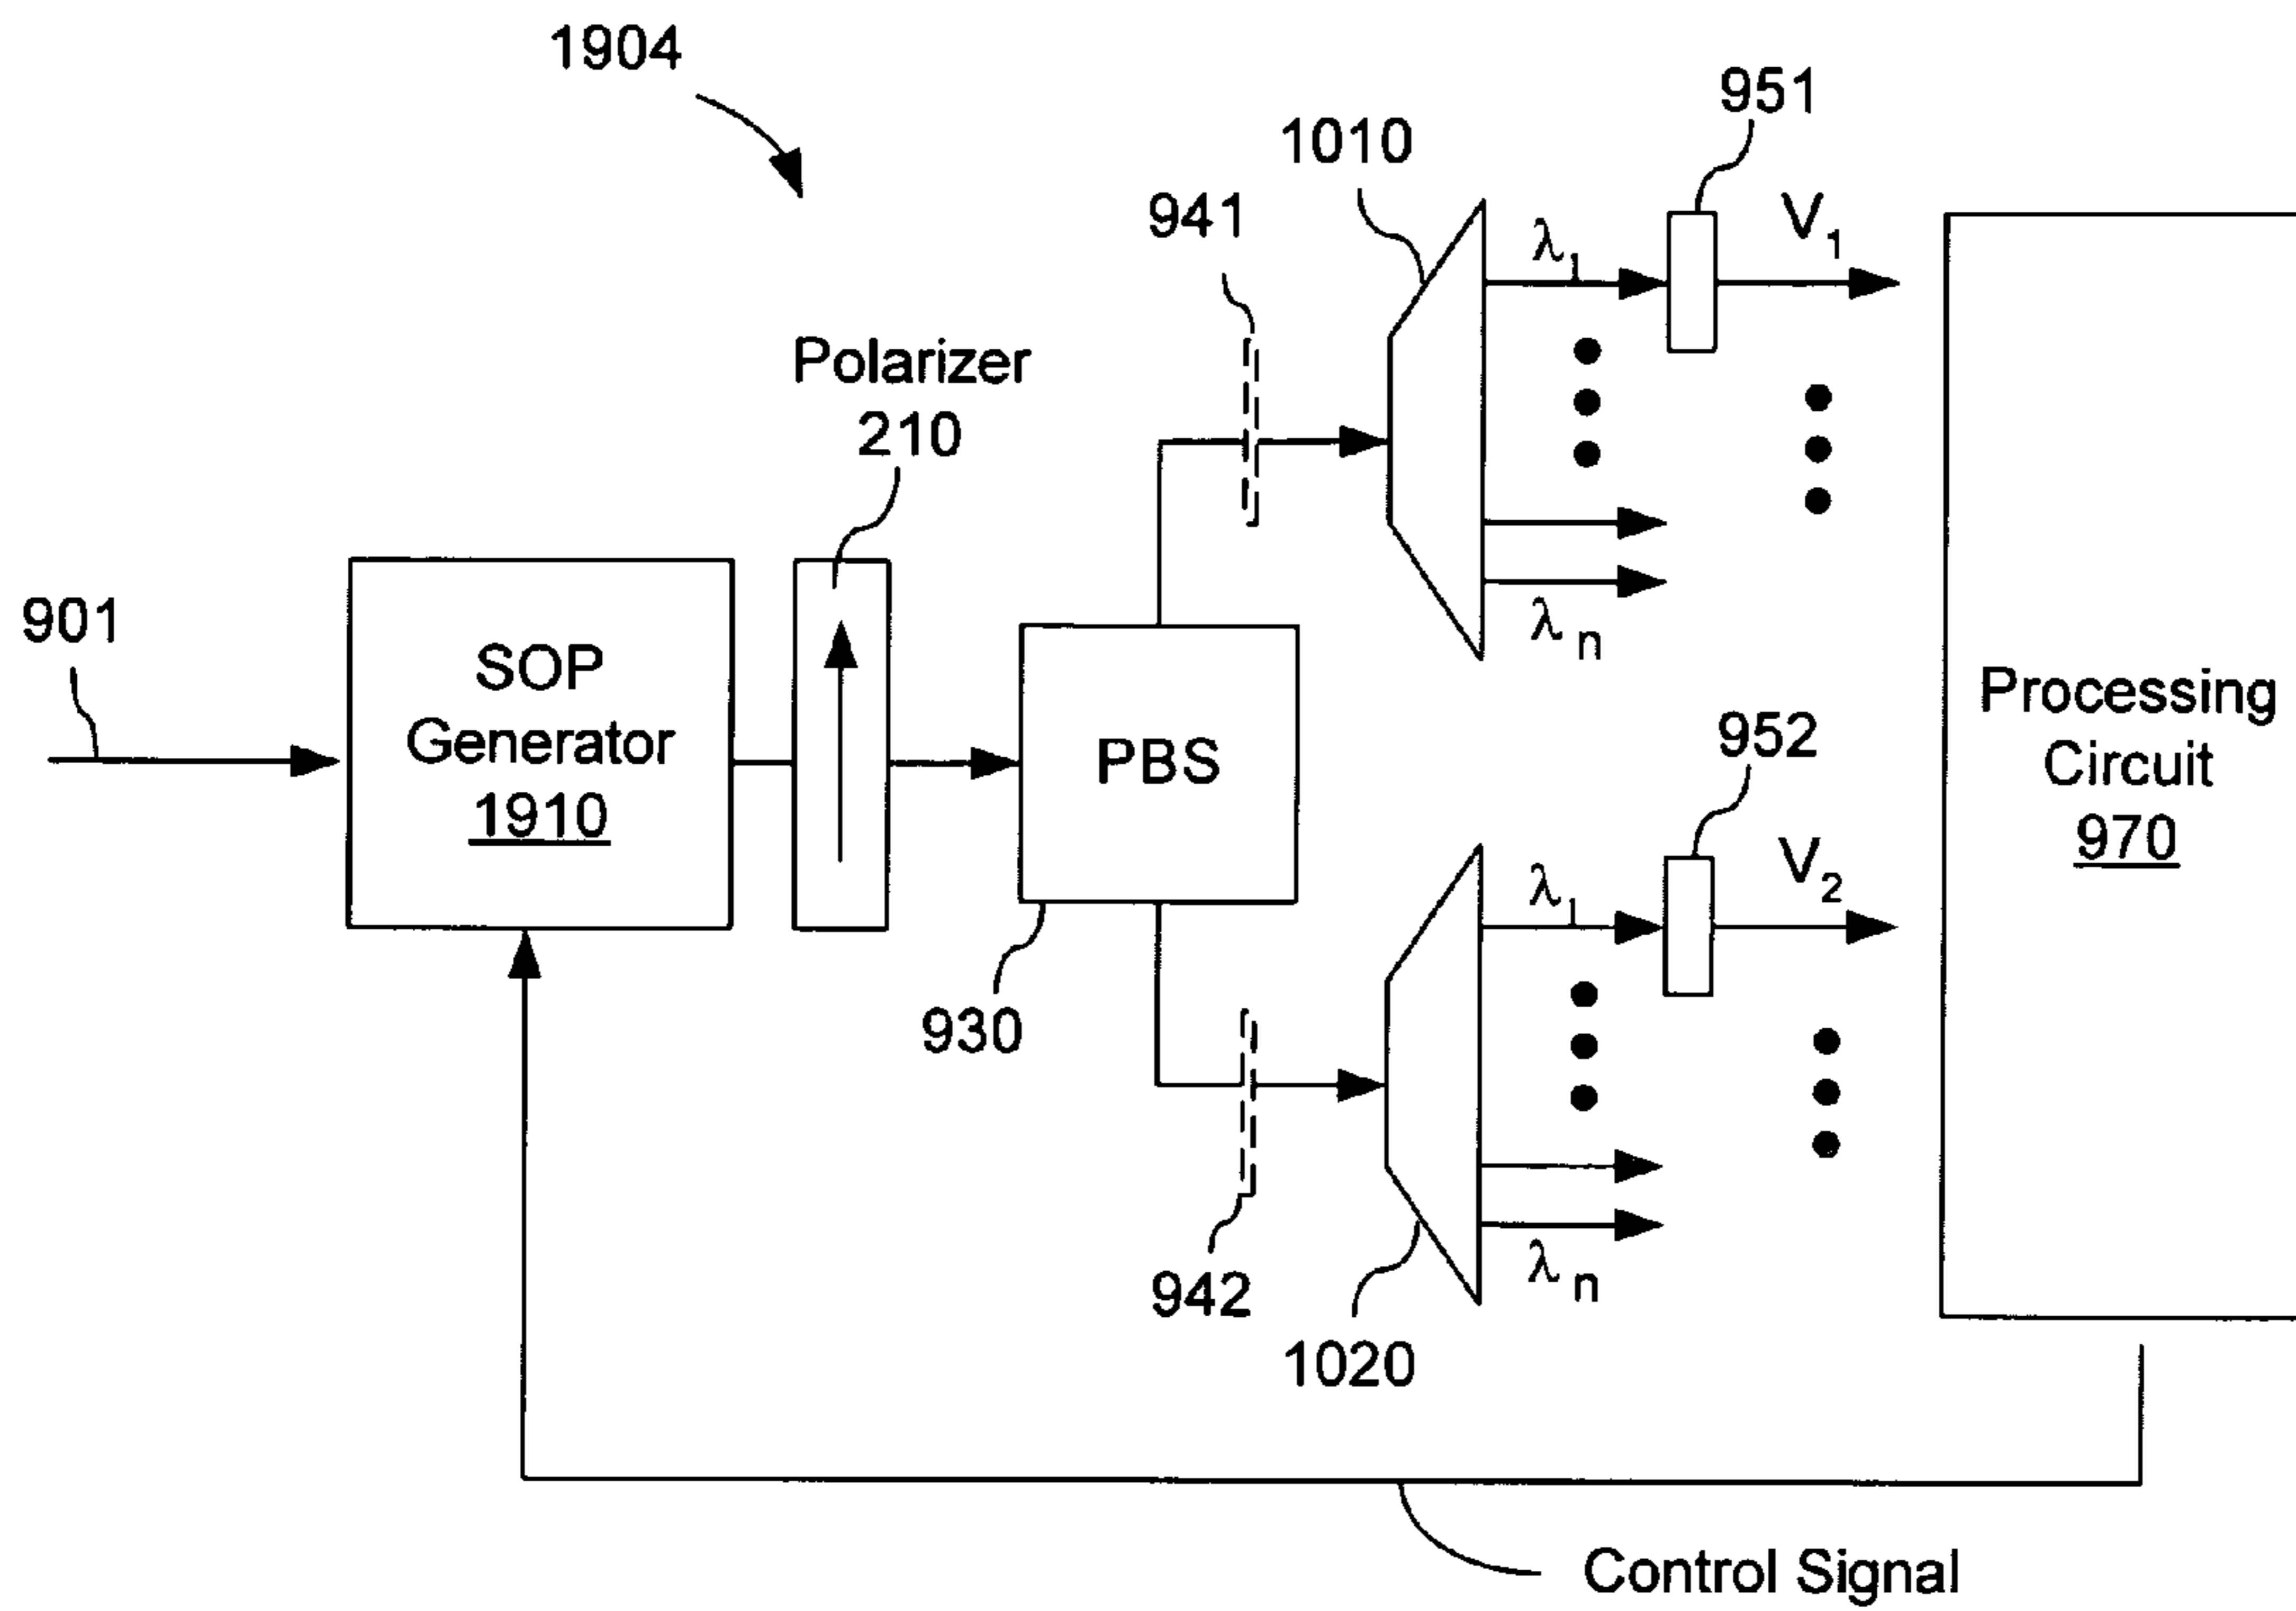 1904
951
1010
941
λ1
V1
Polarizer
210
λn
901
SOP
Generator
1910
PBS
Processing
Circuit
970
952
λ1
V2
930
942
λn
1020
Control Signal